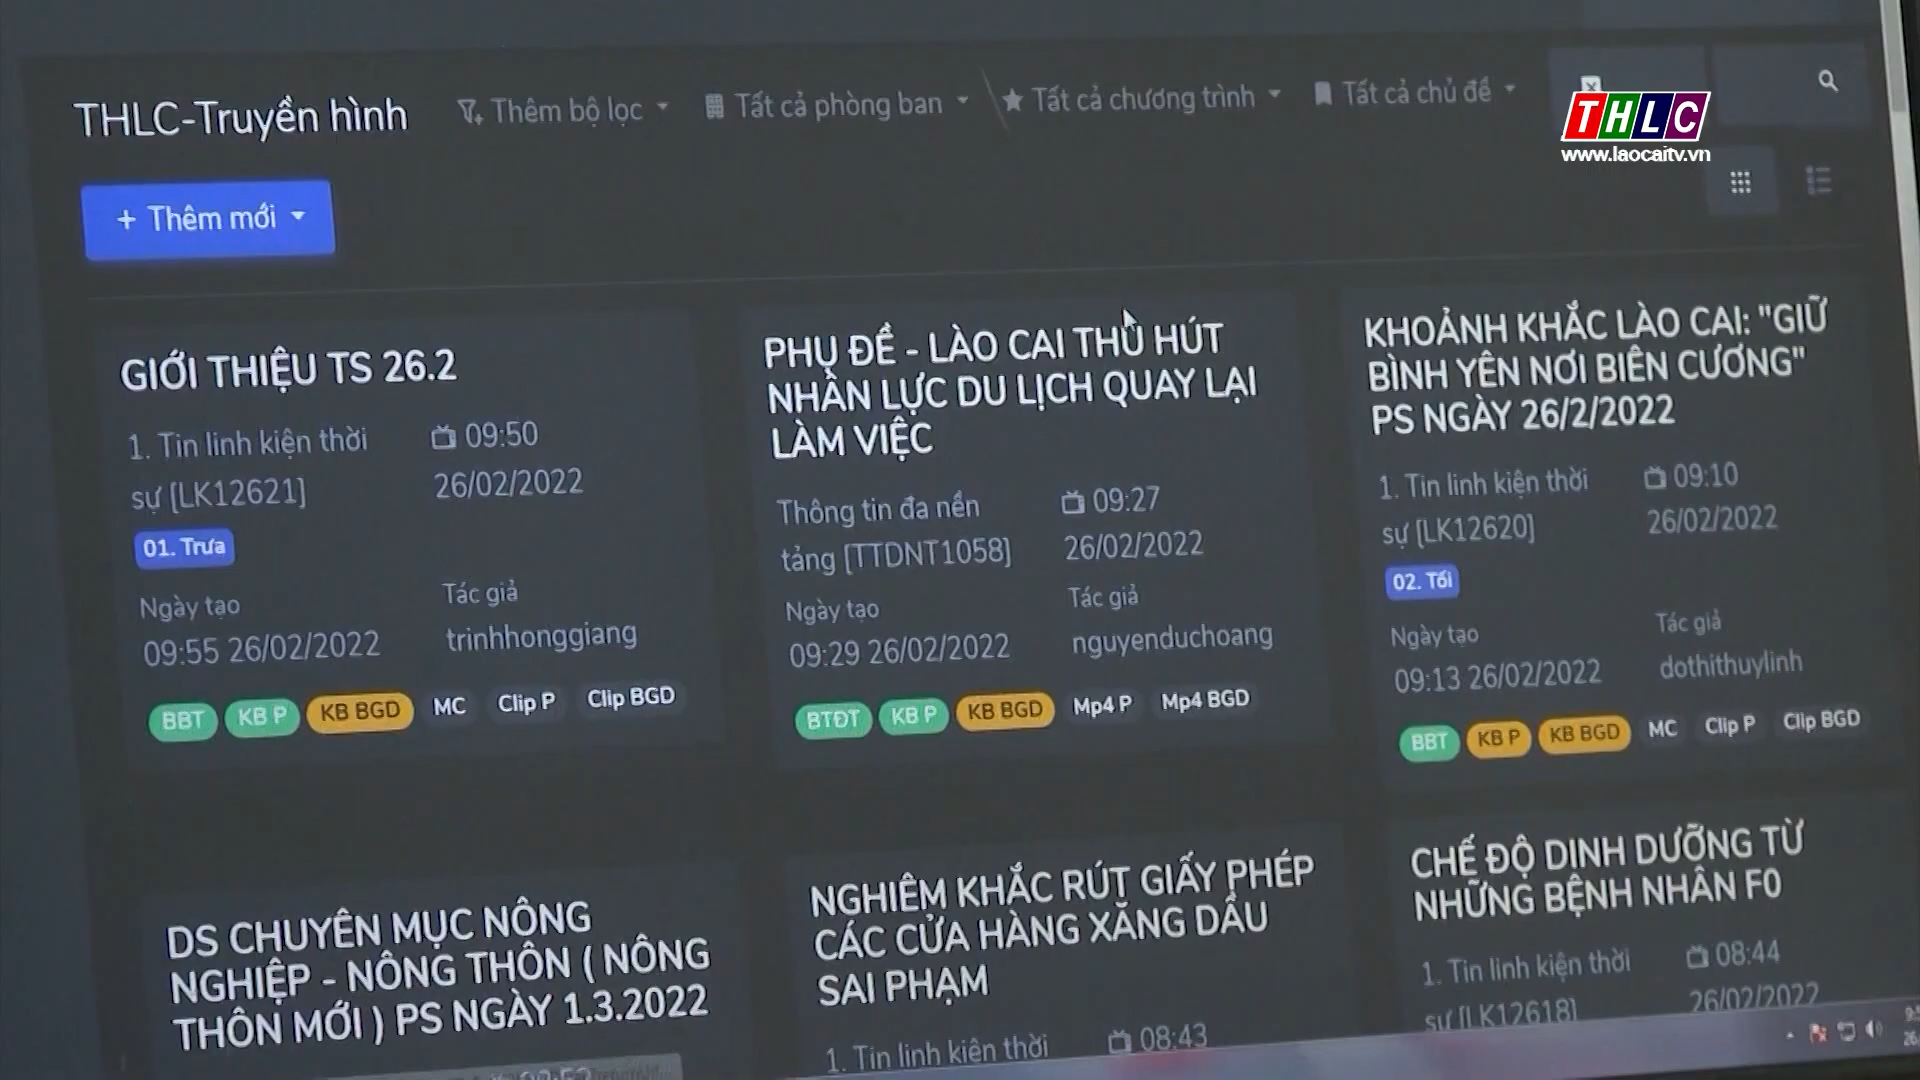 THLC-Truyền hình
Thêm bộ lọc
Tất cả phòng ban
Tất cả chương trình
Tất cả chủ đề
THLC
www.laocaitv.vn
+ Thêm mới
GIỚI THIỆU TS 26.2
1. Tin linh kiện thời
sự [LK12621]
09:50
26/02/2022
01. Trưa
Ngày tạo
09:55 26/02/2022
Tác giả
trinhhonggiang
BBT KB P KB BGD MC Clip P Clip BGD
PHỤ ĐỀ - LÀO CAI THU HÚT
NHÂN LỰC DU LỊCH QUAY LẠI
LÀM VIỆC
Thông tin đa nền
tảng [TTDNT1058]
09:27
26/02/2022
Ngày tạo
09:29 26/02/2022
Tác giả
nguyenduchoang
BTĐT KB P KB BGD Mp4 P Mp4 BGD
KHOẢNH KHẮC LÀO CAI: "GIỮ
BÌNH YÊN NƠI BIÊN CƯƠNG"
PS NGÀY 26/2/2022
1. Tin linh kiện thời
sự [LK12620]
09:10
26/02/2022
02. Tối
Ngày tạo
09:13 26/02/2022
Tác giả
dothithuylinh
BBT KB P KB BGD MC Clip P Clip BGD
DS CHUYÊN MỤC NÔNG
NGHIỆP - NÔNG THÔN ( NÔNG
THÔN MỚI ) PS NGÀY 1.3.2022
NGHIÊM KHẮC RÚT GIẤY PHÉP
CÁC CỬA HÀNG XĂNG DẦU
SAI PHẠM
1. Tin linh kiện thời
08:43
CHẾ ĐỘ DINH DƯỠNG TỪ
NHỮNG BỆNH NHÂN F0
1. Tin linh kiện thời
sự [LK12618]
08:44
26/02/2022